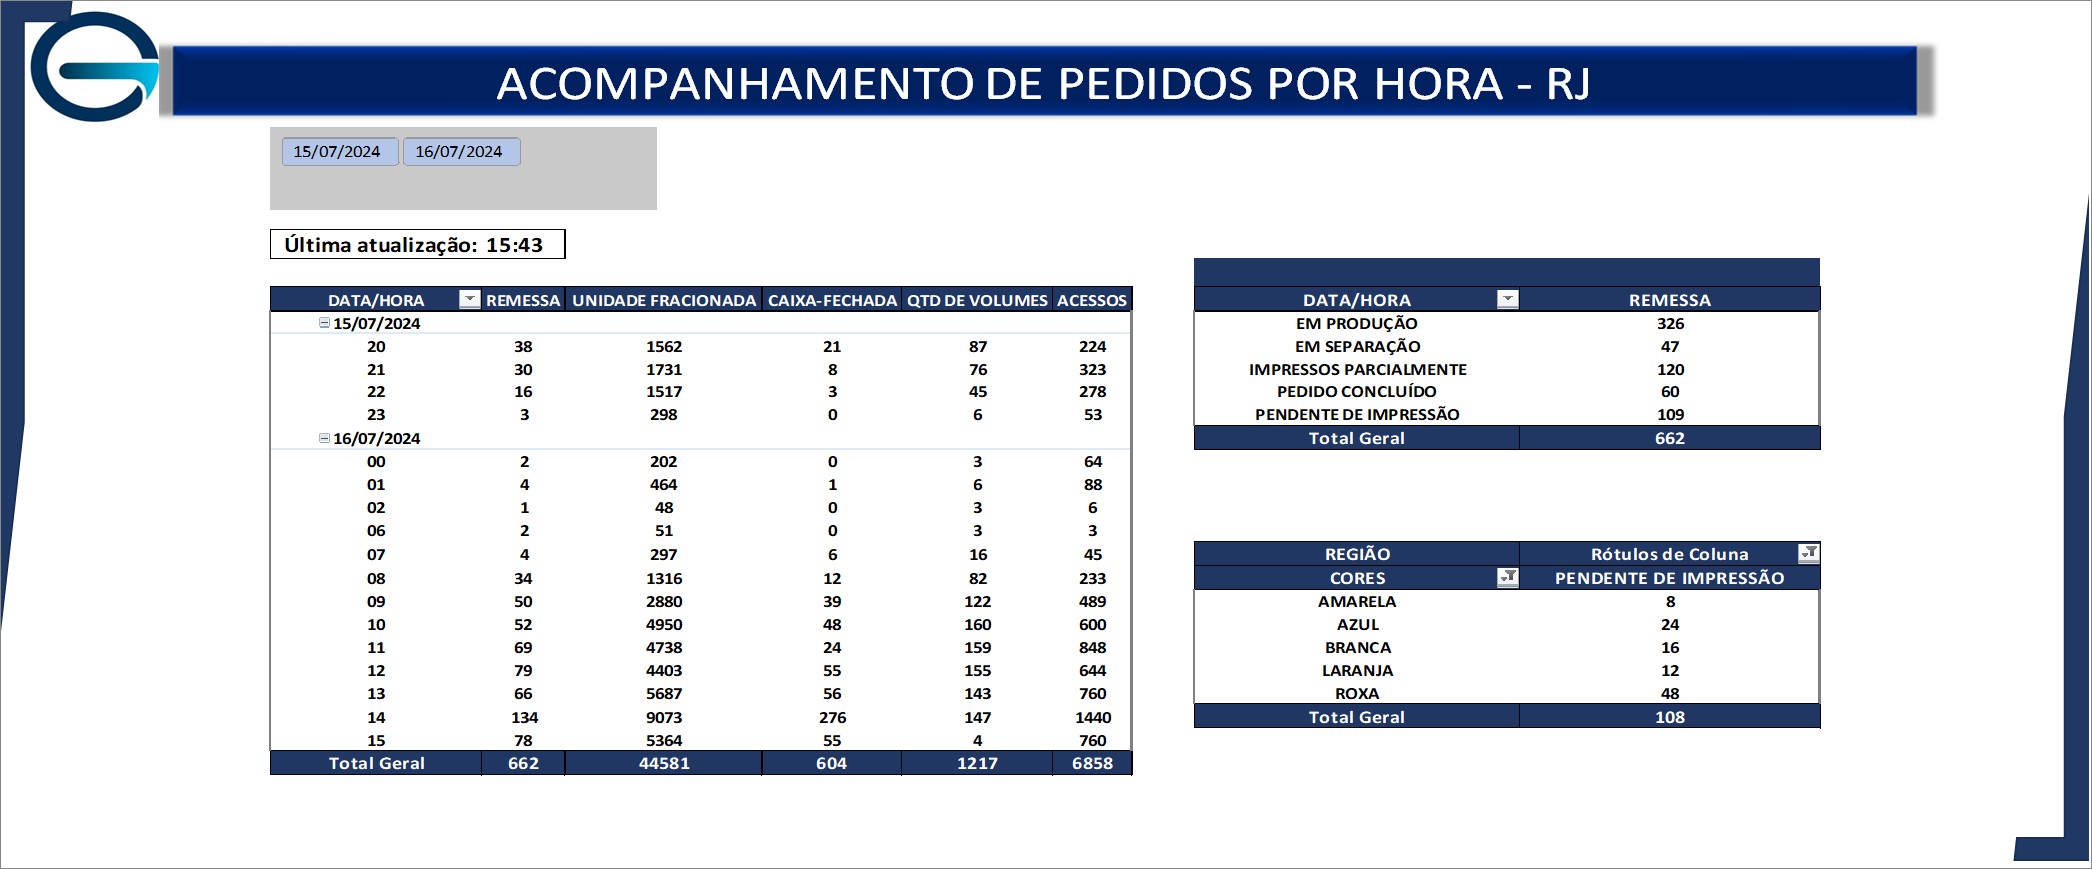 ACOMPANHAMENTO DE PEDIDOS POR HORA - RJ
15/07/2024 16/07/2024
Última atualização: 15:43
DATA/HORA REMESSA UNIDADE FRACIONADA CAIXA-FECHADA QTD DE VOLUMES ACESSOS
15/07/2024
20 38 1562 21 87 224
21 30 1731 8 76 323
22 16 1517 3 45 278
23 3 298 0 6 53
16/07/2024
00 2 202 0 3 64
01 4 464 1 6 88
02 1 48 0 3 6
06 2 51 0 3 3
07 4 297 6 16 45
08 34 1316 12 82 233
09 50 2880 39 122 489
10 52 4950 48 160 600
11 69 4738 24 159 848
12 79 4403 55 155 644
13 66 5687 56 143 760
14 134 9073 276 147 1440
15 78 5364 55 4 760
Total Geral 662 44581 604 1217 6858
DATA/HORA REMESSA
EM PRODUÇÃO 326
EM SEPARAÇÃO 47
IMPRESSOS PARCIALMENTE 120
PEDIDO CONCLUÍDO 60
PENDENTE DE IMPRESSÃO 109
Total Geral 662
REGIÃO Rótulos de Coluna
CORES PENDENTE DE IMPRESSÃO
AMARELA 8
AZUL 24
BRANCA 16
LARANJA 12
ROXA 48
Total Geral 108